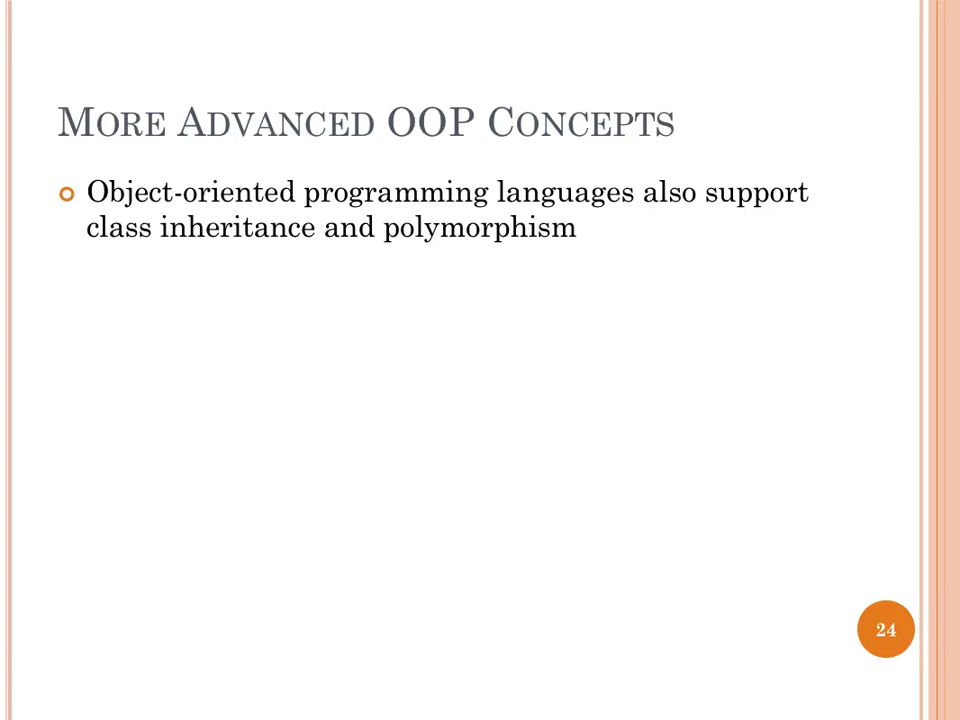 More Advanced OOP Concepts
Object-oriented programming languages also support
class inheritance and polymorphism
24